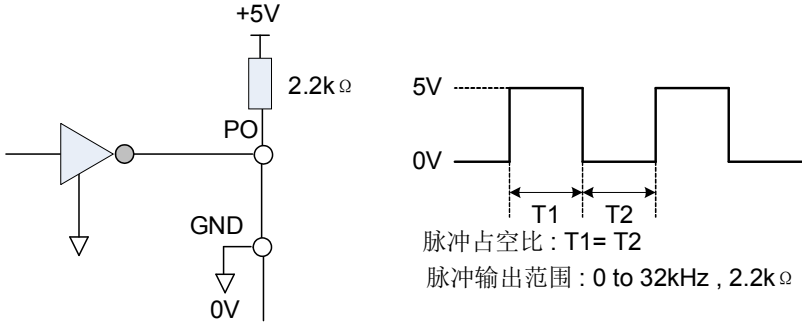 +5V
2.2kΩ
PO
GND
0V
5V
0V
T1
T2
脉冲占空比 : T1= T2
脉冲输出范围 : 0 to 32kHz , 2.2kΩ